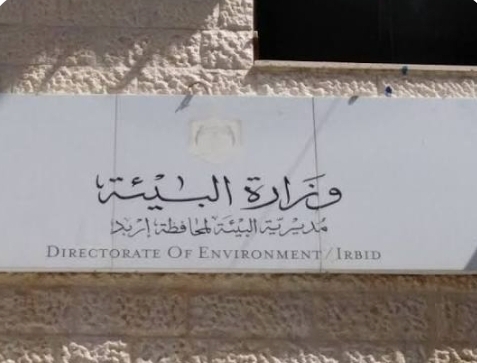 وزارة البيئة
مديرية البيئة لمحافظة إربد
DIRECTORATE OF ENVIRONMENT / IRBID